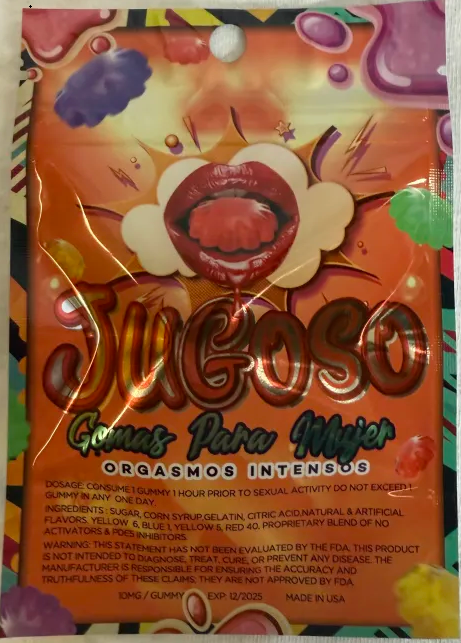 JUGOSO
Gomas Para Mujer
ORGASMOS INTENSOS
DOSAGE: CONSUME 1 GUMMY 1 HOUR PRIOR TO SEXUAL ACTIVITY DO NOT EXCEED 1
GUMMY IN ANY ONE DAY.
INGREDIENTS : SUGAR, CORN SYRUP, GELATIN, CITRIC ACID, NATURAL & ARTIFICIAL
FLAVORS. YELLOW 6, BLUE 1, YELLOW 5, RED 40, PROPRIETARY BLEND OF NO
ACTIVATORS & PDE5 INHIBITORS
WARNING: THIS STATEMENT HAS NOT BEEN EVALUATED BY THE FDA. THIS PRODUCT
IS NOT INTENDED TO DIAGNOSE, TREAT, CURE, OR PREVENT ANY DISEASE. THE
MANUFACTURER IS RESPONSIBLE FOR ENSURING THE ACCURACY AND
TRUTHFULNESS OF THESE CLAIMS; THEY ARE NOT APPROVED BY FDA.
10MG / GUMMY EXP: 12/2025 MADE IN USA